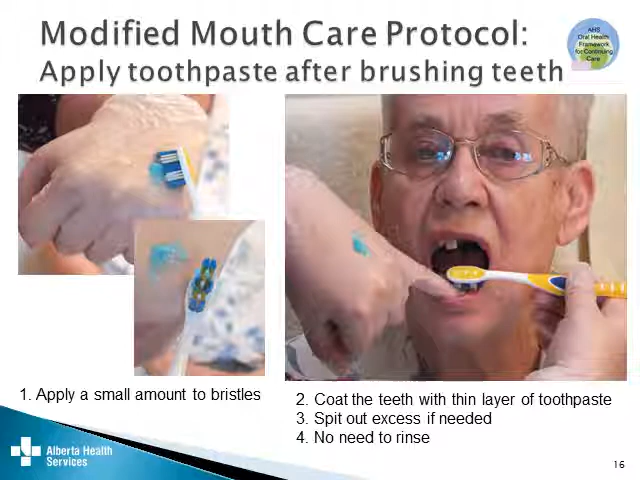 Modified Mouth Care Protocol:
Apply toothpaste after brushing teeth
AHS
Oral Health
Framework
for Continuing
Care
1. Apply a small amount to bristles
2. Coat the teeth with thin layer of toothpaste
3. Spit out excess if needed
4. No need to rinse
Alberta Health
Services
16